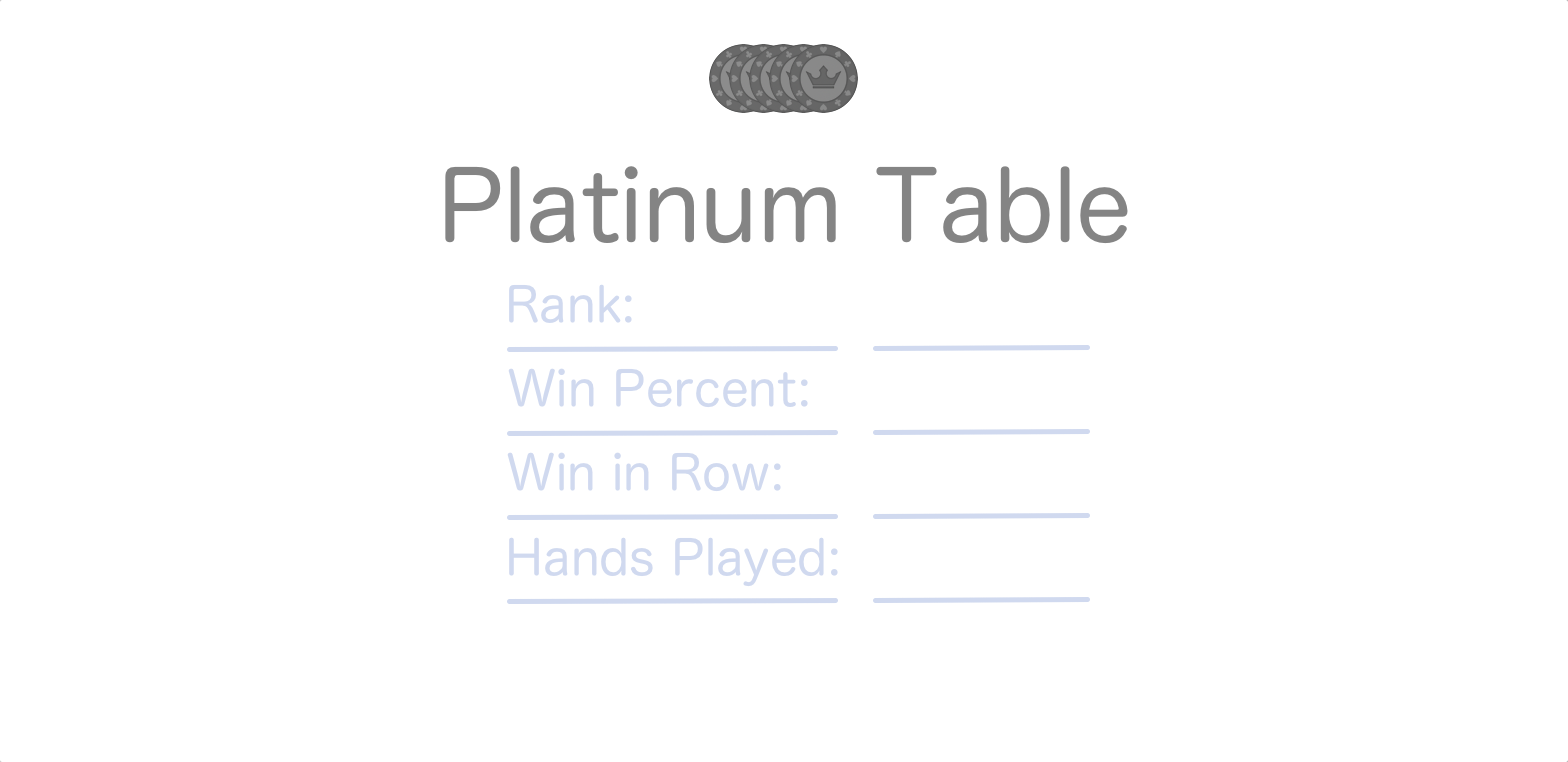 Platinum Table
Rank:
Win Percent:
Win in Row:
Hands Played: